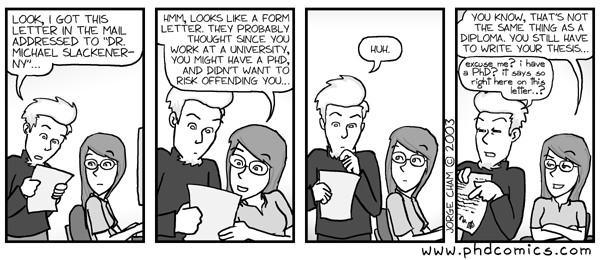 LOOK, I GOT THIS
LETTER IN THE MAIL
ADDRESSED TO "DR.
MICHAEL SLACKENER-
NY"...
HMM, LOOKS LIKE A FORM
LETTER. THEY PROBABLY
THOUGHT SINCE YOU
WORK AT A UNIVERSITY,
YOU MIGHT HAVE A PHD,
AND DIDN'T WANT TO
RISK OFFENDING YOU...
HUH.
JORGE CHAM © 2003
YOU KNOW, THAT'S NOT
THE SAME THING AS A
DIPLOMA. YOU STILL HAVE
TO WRITE YOUR THESIS...
excuse me? i have
a PhD? it says so
right here on this
letter..?
www.phdcomics.com